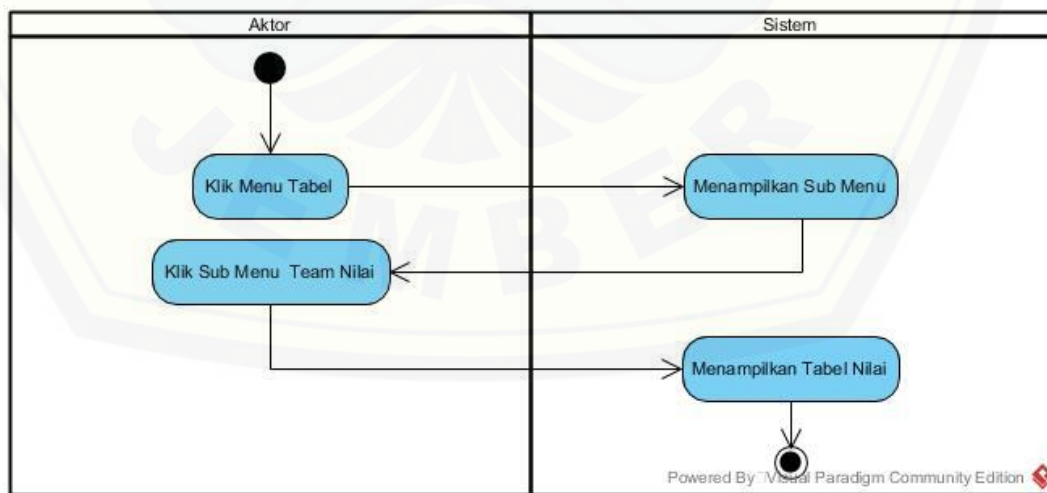 Aktor
Sistem
Klik Menu Tabel
Menampilkan Sub Menu
Klik Sub Menu Team Nilai
Menampilkan Tabel Nilai
Powered By Visual Paradigm Community Edition
JEMBER